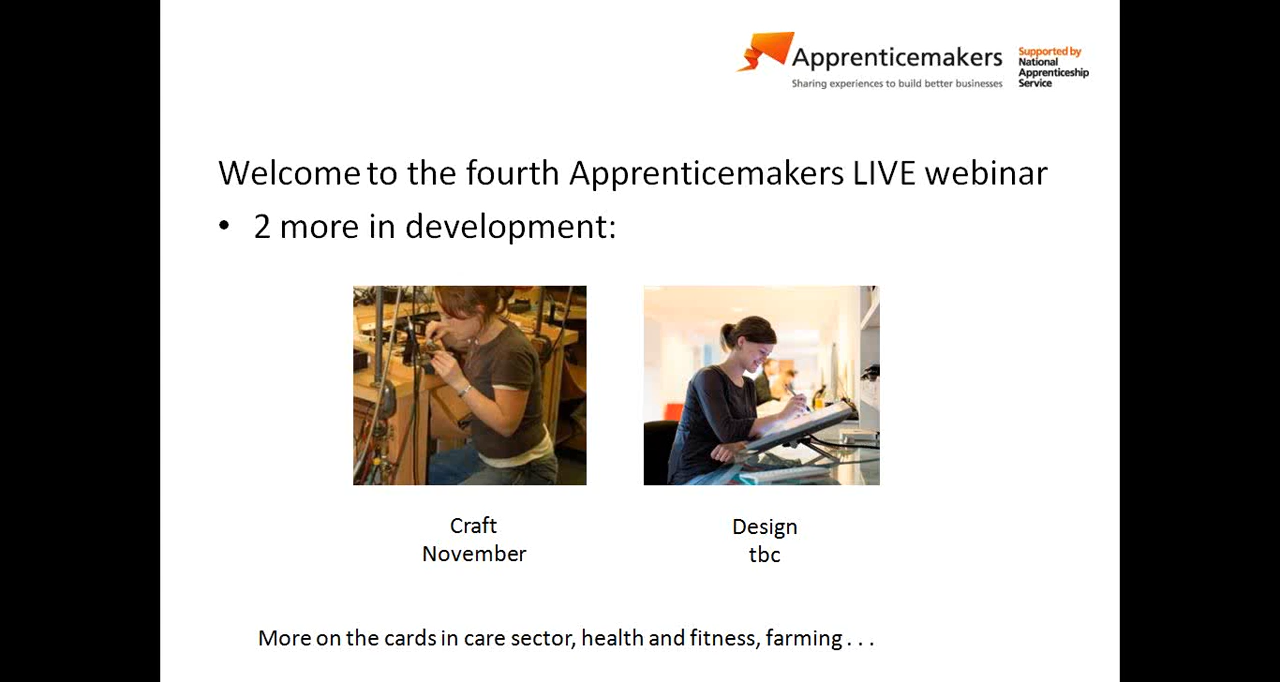 Apprenticemakers
Sharing experiences to build better businesses
Supported by
National
Apprenticeship
Service
Welcome to the fourth Apprenticemakers LIVE webinar
• 2 more in development:
Craft
November
Design
tbc
More on the cards in care sector, health and fitness, farming . . .